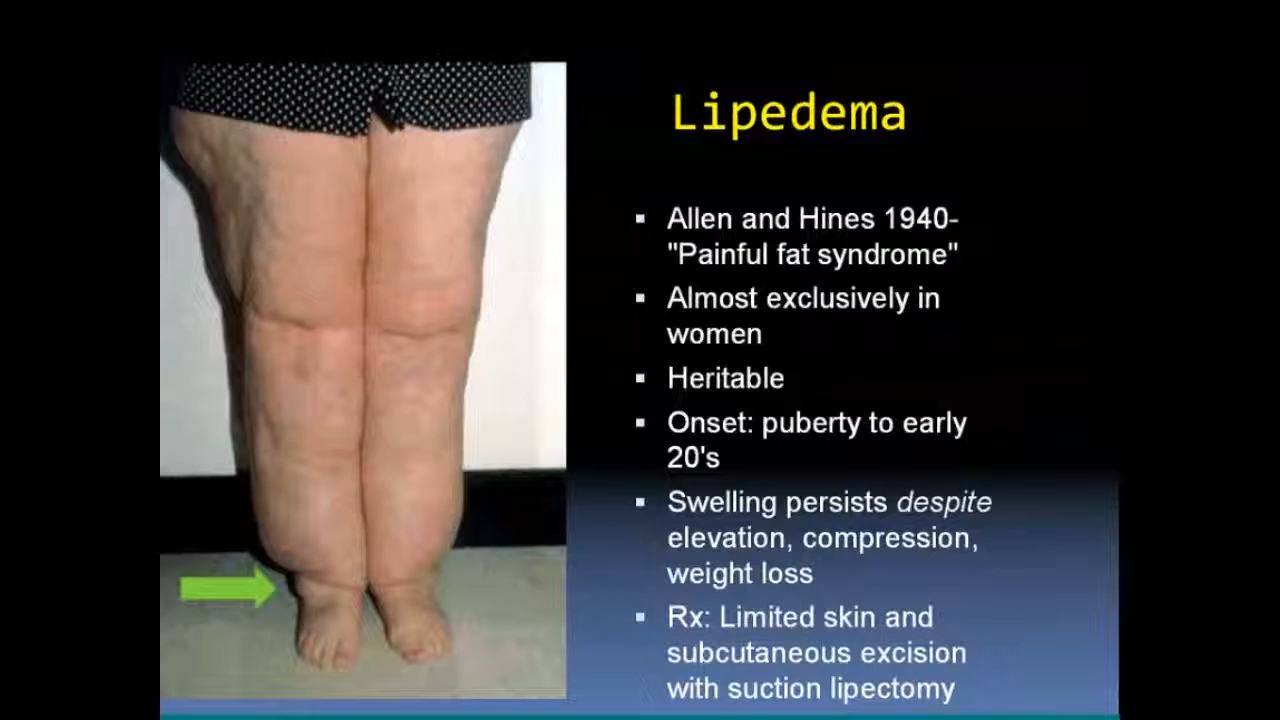 Lipedema
▪ Allen and Hines 1940-
"Painful fat syndrome"
▪ Almost exclusively in
women
▪ Heritable
▪ Onset: puberty to early
20's
▪ Swelling persists despite
elevation, compression,
weight loss
▪ Rx: Limited skin and
subcutaneous excision
with suction lipectomy